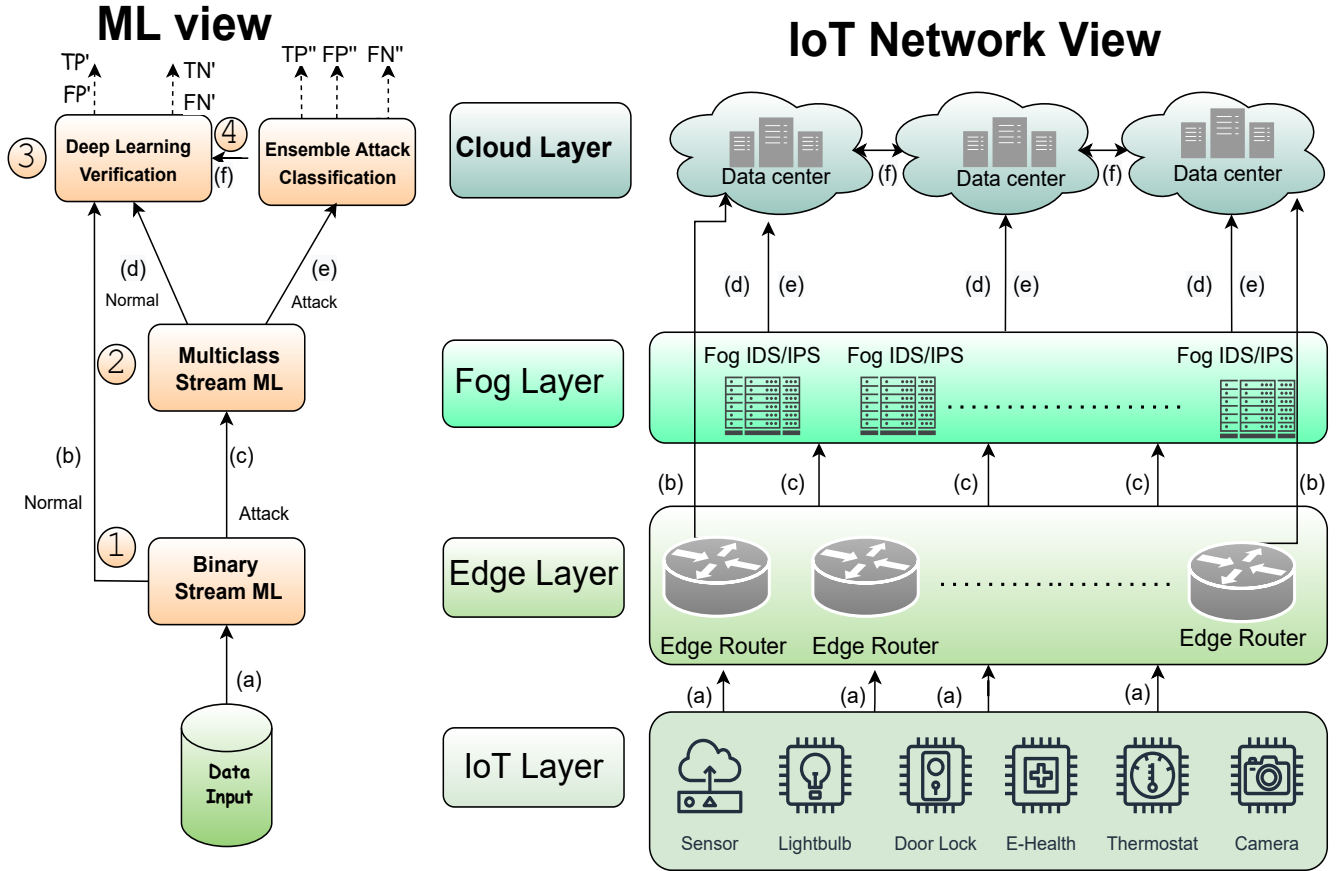 ML view
IoT Network View
TP'
FP'
TN'
FN'
TP"
FP"
FN"
3
Deep Learning
Verification
4
(f)
Ensemble Attack
Classification
(d)
Normal
(e)
Attack
2
Multiclass
Stream ML
(b)
Normal
(c)
Attack
1
Binary
Stream ML
(a)
Data
Input
Cloud Layer
Fog Layer
Edge Layer
IoT Layer
Data center
(f)
Data center
(f)
Data center
(d)
(e)
(d)
(e)
(d)
(e)
Fog IDS/IPS
Fog IDS/IPS
Fog IDS/IPS
(b)
(c)
(c)
(c)
(b)
Edge Router
Edge Router
Edge Router
(a)
(a)
(a)
(a)
Sensor
Lightbulb
Door Lock
E-Health
Thermostat
Camera